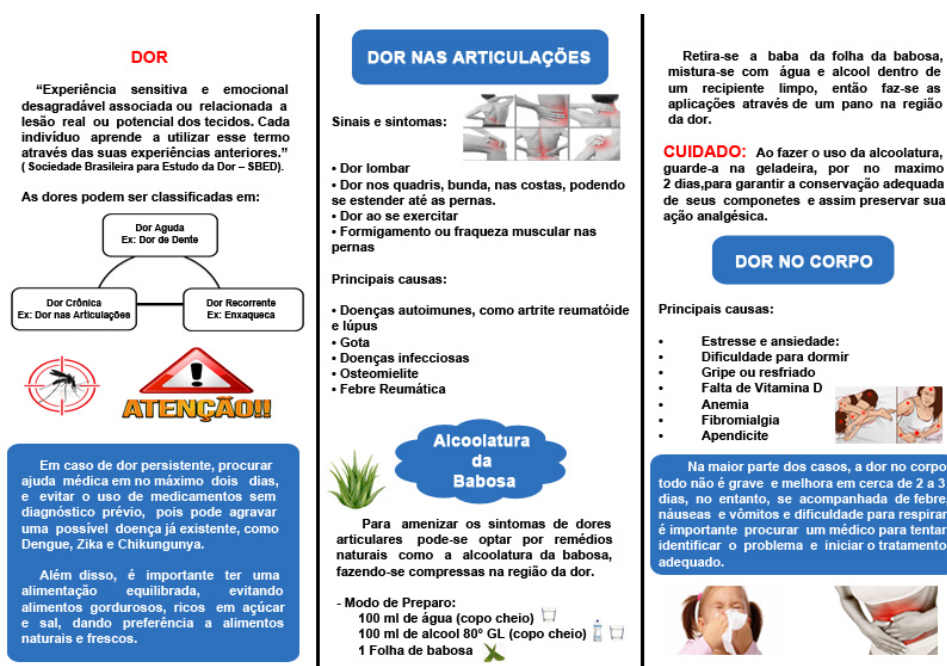 DOR
“Experiência sensitiva e emocional
desagradável associada ou relacionada a
lesão real ou potencial dos tecidos. Cada
indivíduo aprende a utilizar esse termo
através das suas experiências anteriores.”
( Sociedade Brasileira para Estudo da Dor – SBED).
As dores podem ser classificadas em:
Dor Aguda
Ex: Dor de Dente
Dor Crônica
Ex: Dor nas Articulações
Dor Recorrente
Ex: Enxaqueca
ATENÇÃO!!
Em caso de dor persistente, procurar
ajuda médica em no máximo dois dias,
e evitar o uso de medicamentos sem
diagnóstico prévio, pois pode agravar
uma possível doença já existente, como
Dengue, Zika e Chikungunya.
Além disso, é importante ter uma
alimentação equilibrada, evitando
alimentos gordurosos, ricos em açúcar
e sal, dando preferência a alimentos
naturais e frescos.
DOR NAS ARTICULAÇÕES
Sinais e sintomas:
• Dor lombar
• Dor nos quadris, bunda, nas costas, podendo
se estender até as pernas.
• Dor ao se exercitar
• Formigamento ou fraqueza muscular nas
pernas
Principais causas:
• Doenças autoimunes, como artrite reumatóide
e lúpus
• Gota
• Doenças infecciosas
• Osteomielite
• Febre Reumática
Alcoolatura
da
Babosa
Para amenizar os sintomas de dores
articulares pode-se optar por remédios
naturais como a alcoolatura da babosa,
fazendo-se compressas na região da dor.
- Modo de Preparo:
100 ml de água (copo cheio)
100 ml de alcool 80° GL (copo cheio)
1 Folha de babosa
Retira-se a baba da folha da babosa,
mistura-se com água e alcool dentro de
um recipiente limpo, então faz-se as
aplicações através de um pano na região
da dor.
CUIDADO: Ao fazer o uso da alcoolatura,
guarde-a na geladeira, por no maximo
2 dias,para garantir a conservação adequada
de seus componetes e assim preservar sua
ação analgésica.
DOR NO CORPO
Principais causas:
• Estresse e ansiedade:
• Dificuldade para dormir
• Gripe ou resfriado
• Falta de Vitamina D
• Anemia
• Fibromialgia
• Apendicite
Na maior parte dos casos, a dor no corpo
todo não é grave e melhora em cerca de 2 a 3
dias, no entanto, se acompanhada de febre,
náuseas e vômitos e dificuldade para respirar
é importante procurar um médico para tentar
identificar o problema e iniciar o tratamento
adequado.